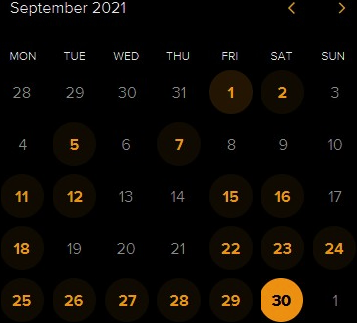 September 2021
MON TUE WED THU FRI SAT SUN
28 29 30 31 1 2 3
4 5 6 7 8 9 10
11 12 13 14 15 16 17
18 19 20 21 22 23 24
25 26 27 28 29 30 1